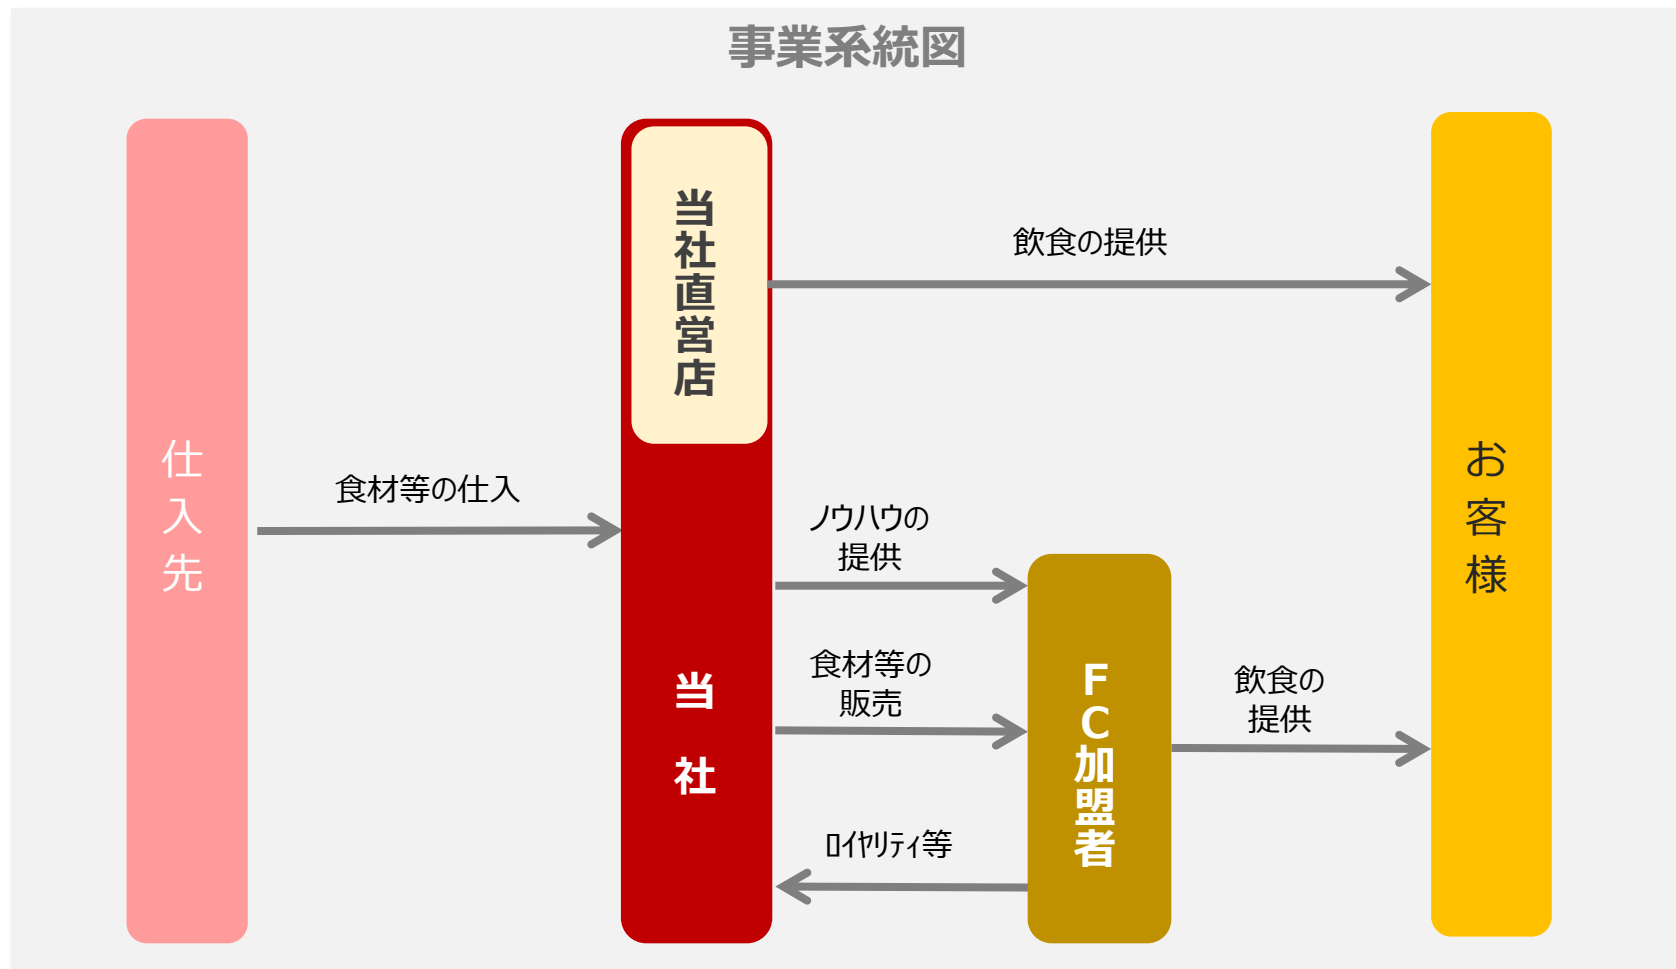 事業系統図
仕入先
食材等の仕入
当社直営店
当社
飲食の提供
ノウハウの
提供
食材等の
販売
ロイヤリティ等
FC加盟者
飲食の
提供
お客様